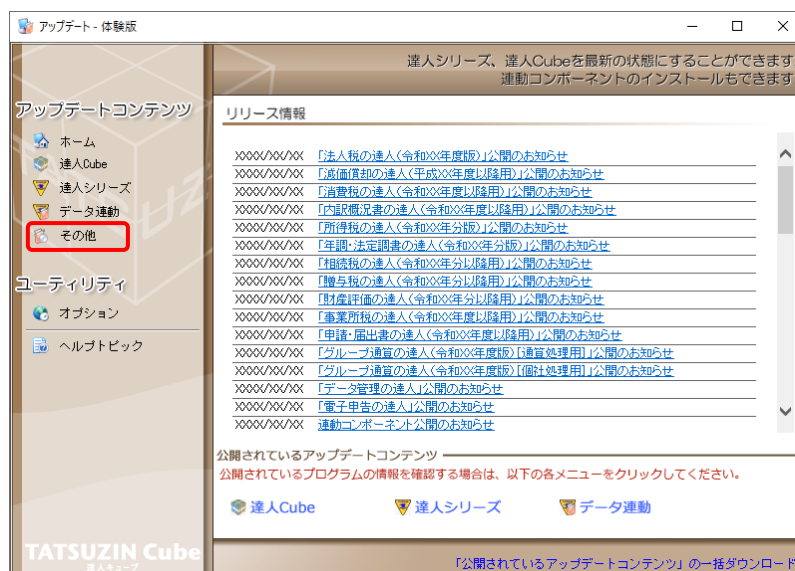 アップデート - 体験版
達人シリーズ、達人Cubeを最新の状態にすることができます
連動コンポーネントのインストールもできます
アップデートコンテンツ
ホーム
達人Cube
達人シリーズ
データ連動
その他
ユーティリティ
オプション
ヘルプトピック
リリース情報
XXXX/XX/XX 「法人税の達人(令和XX年度版)」公開のお知らせ
XXXX/XX/XX 「減価償却の達人(平成XX年度以降用)」公開のお知らせ
XXXX/XX/XX 「消費税の達人(令和XX年度以降用)」公開のお知らせ
XXXX/XX/XX 「内訳概況書の達人(令和XX年度以降用)」公開のお知らせ
XXXX/XX/XX 「所得税の達人(令和XX年分版)」公開のお知らせ
XXXX/XX/XX 「年調・法定調書の達人(令和XX年分版)」公開のお知らせ
XXXX/XX/XX 「相続税の達人(令和XX年分以降用)」公開のお知らせ
XXXX/XX/XX 「贈与税の達人(令和XX年分以降用)」公開のお知らせ
XXXX/XX/XX 「財産評価の達人(令和XX年分以降用)」公開のお知らせ
XXXX/XX/XX 「事業所税の達人(令和XX年度以降用)」公開のお知らせ
XXXX/XX/XX 「申請・届出書の達人(令和XX年度以降用)」公開のお知らせ
XXXX/XX/XX 「グループ通算の達人(令和XX年度版)[通算処理用]」公開のお知らせ
XXXX/XX/XX 「グループ通算の達人(令和XX年度版)[個社処理用]」公開のお知らせ
XXXX/XX/XX 「データ管理の達人」公開のお知らせ
XXXX/XX/XX 「電子申告の達人」公開のお知らせ
XXXX/XX/XX 連動コンポーネント公開のお知らせ
公開されているアップデートコンテンツ
公開されているプログラムの情報を確認する場合は、以下の各メニューをクリックしてください。
達人Cube 達人シリーズ データ連動
TATSUZIN Cube
達人キューブ
「公開されているアップデートコンテンツ」の一括ダウンロード